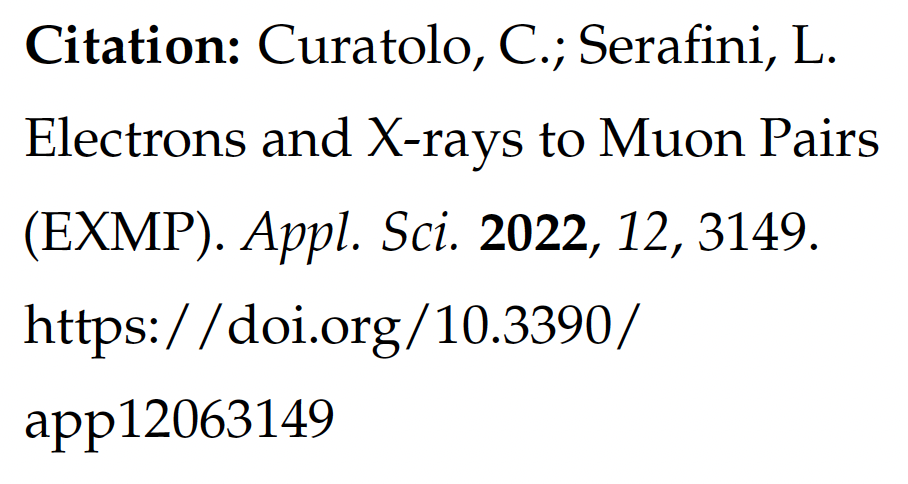 Citation: Curatolo, C.; Serafini, L.
Electrons and X-rays to Muon Pairs
(EXMP). Appl. Sci. 2022, 12, 3149.
https://doi.org/10.3390/
app12063149